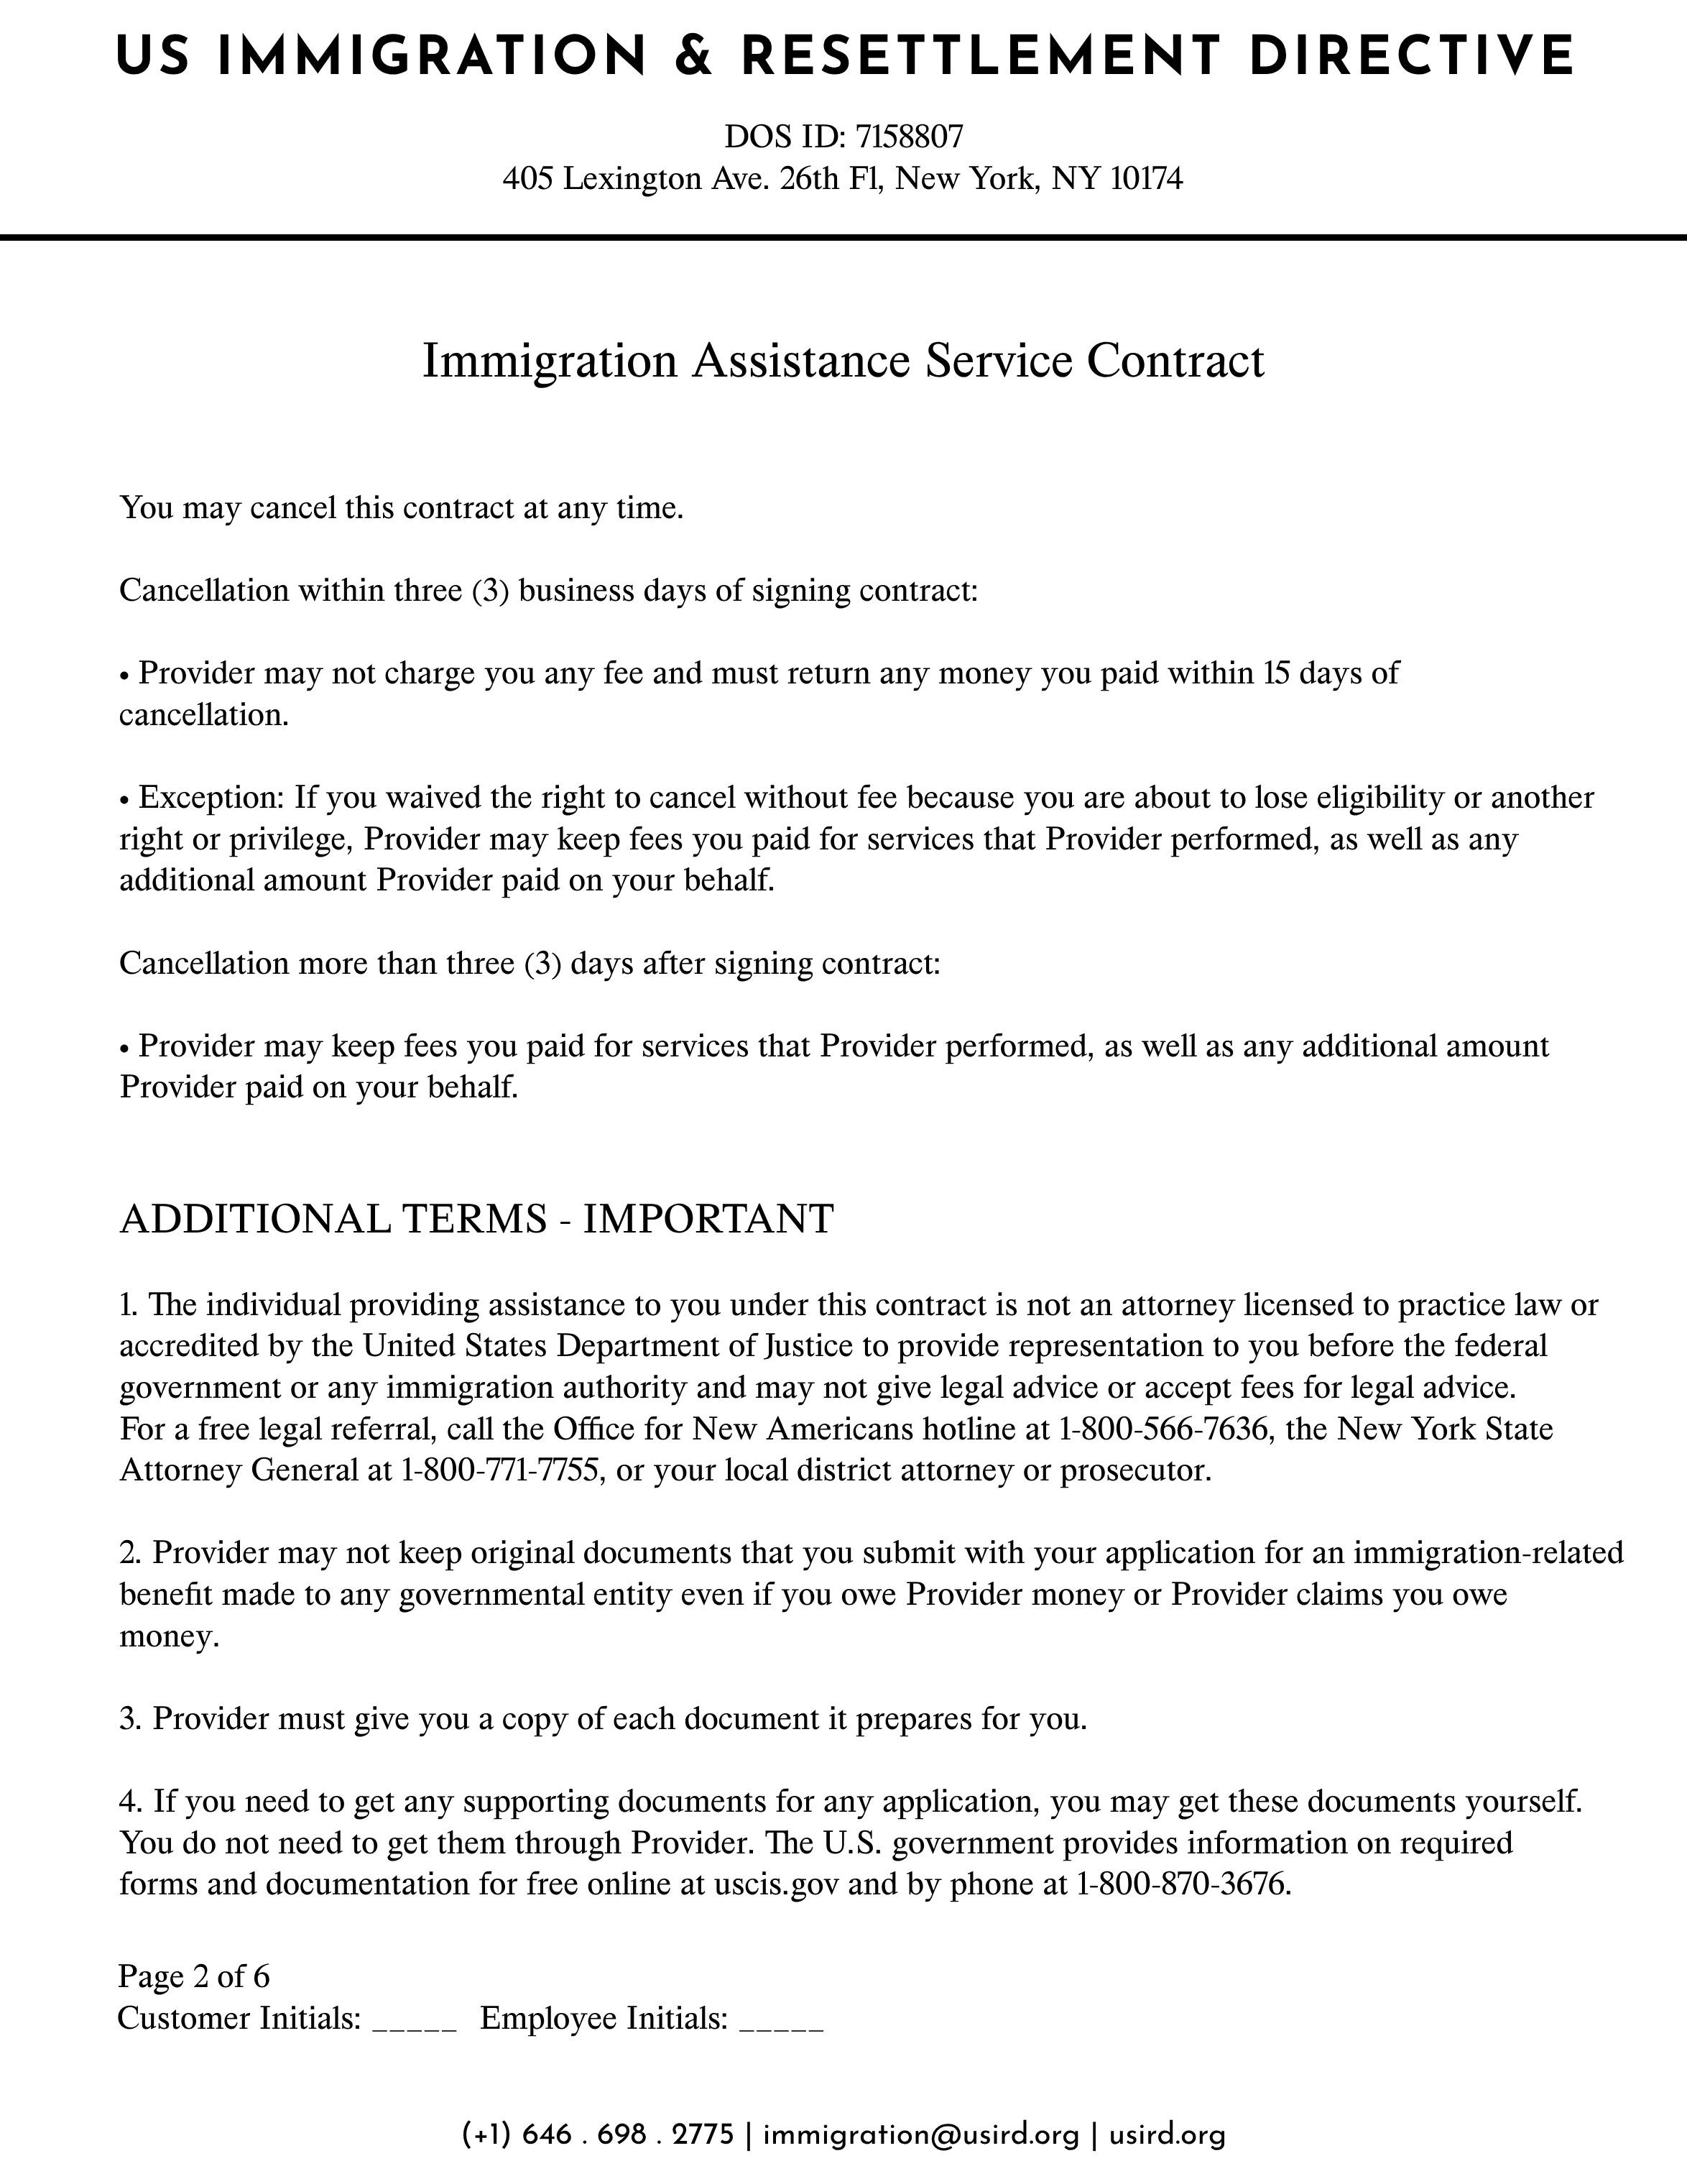 US IMMIGRATION & RESETTLEMENT DIRECTIVE
DOS ID: 7158807
405 Lexington Ave. 26th Fl, New York, NY 10174
Immigration Assistance Service Contract
You may cancel this contract at any time.
Cancellation within three (3) business days of signing contract:
• Provider may not charge you any fee and must return any money you paid within 15 days of
cancellation.
• Exception: If you waived the right to cancel without fee because you are about to lose eligibility or another
right or privilege, Provider may keep fees you paid for services that Provider performed, as well as any
additional amount Provider paid on your behalf.
Cancellation more than three (3) days after signing contract:
• Provider may keep fees you paid for services that Provider performed, as well as any additional amount
Provider paid on your behalf.
ADDITIONAL TERMS - IMPORTANT
1. The individual providing assistance to you under this contract is not an attorney licensed to practice law or
accredited by the United States Department of Justice to provide representation to you before the federal
government or any immigration authority and may not give legal advice or accept fees for legal advice.
For a free legal referral, call the Office for New Americans hotline at 1-800-566-7636, the New York State
Attorney General at 1-800-771-7755, or your local district attorney or prosecutor.
2. Provider may not keep original documents that you submit with your application for an immigration-related
benefit made to any governmental entity even if you owe Provider money or Provider claims you owe
money.
3. Provider must give you a copy of each document it prepares for you.
4. If you need to get any supporting documents for any application, you may get these documents yourself.
You do not need to get them through Provider. The U.S. government provides information on required
forms and documentation for free online at uscis.gov and by phone at 1-800-870-3676.
Page 2 of 6
Customer Initials: _____ Employee Initials: _____
(+1) 646 . 698 . 2775 | immigration@usird.org | usird.org